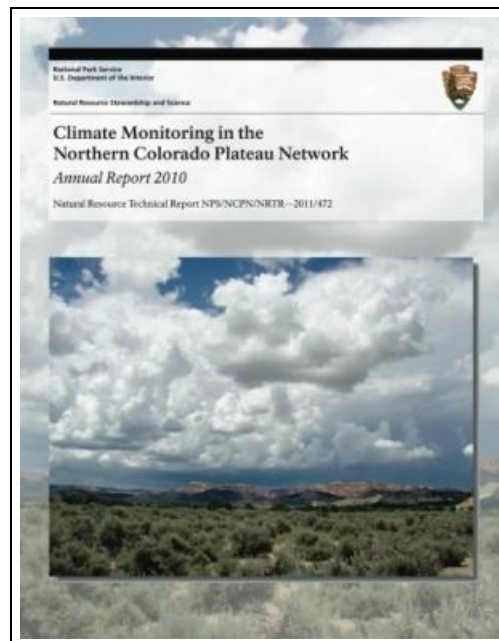 National Park Service
U.S. Department of the Interior
Natural Resource Stewardship and Science
Climate Monitoring in the
Northern Colorado Plateau Network
Annual Report 2010
Natural Resource Technical Report NPS/NCPN/NRTR—2011/472